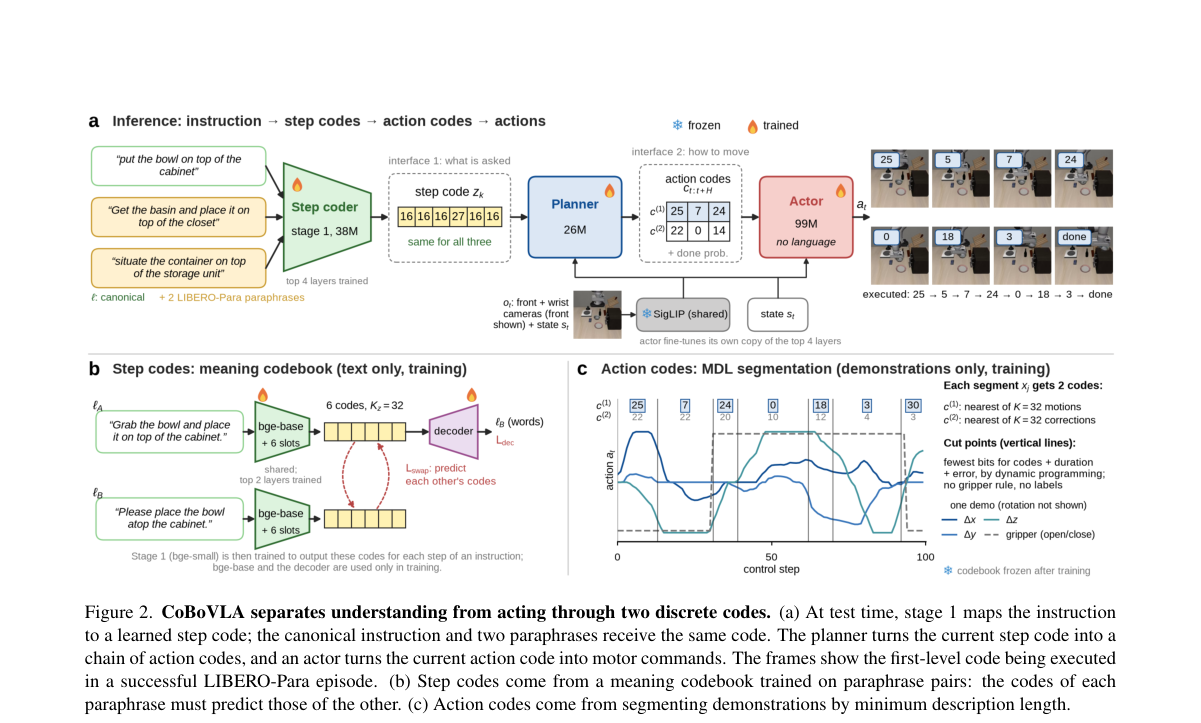 a Inference: instruction → step codes → action codes → actions
frozen
trained
“put the bowl on top of the
cabinet”
“Get the basin and place it on
top of the closet”
“situate the container on top
of the storage unit”
ℓ: canonical + 2 LIBERO-Para paraphrases
Step coder
stage 1, 38M
top 4 layers trained
interface 1: what is asked
step code zₖ
16 16 16 27 16 16
same for all three
Planner
26M
interface 2: how to move
action codes
c_{t:t+H}
c⁽¹⁾ 25 7 24
c⁽²⁾ 22 0 14
+ done prob.
Actor
99M
no language
aₜ
25 5 7 24
0 18 3 done
executed: 25 → 5 → 7 → 24 → 0 → 18 → 3 → done
oₜ: front + wrist
cameras (front
shown) + state sₜ
SigLIP (shared)
state sₜ
actor fine-tunes its own copy of the top 4 layers
b Step codes: meaning codebook (text only, training)
ℓ_A
“Grab the bowl and place
it on top of the cabinet.”
bge-base
+ 6 slots
shared;
top 2 layers trained
6 codes, K_z = 32
decoder
ℓ_B (words)
L_dec
L_swap: predict
each other's codes
ℓ_B
“Please place the bowl
atop the cabinet.”
bge-base
+ 6 slots
Stage 1 (bge-small) is then trained to output these codes for each step of an instruction;
bge-base and the decoder are used only in training.
c Action codes: MDL segmentation (demonstrations only, training)
c⁽¹⁾ 25 7 24 0 18 3 30
c⁽²⁾ 22 22 20 10 12 4 3
action aₜ
0 50 100
control step
Each segment xⱼ gets 2 codes:
c⁽¹⁾: nearest of K = 32 motions
c⁽²⁾: nearest of K = 32 corrections
Cut points (vertical lines):
fewest bits for codes + duration
+ error, by dynamic programming;
no gripper rule, no labels
one demo (rotation not shown)
Δx Δz
Δy gripper (open/close)
codebook frozen after training
Figure 2. CoBoVLA separates understanding from acting through two discrete codes. (a) At test time, stage 1 maps the instruction
to a learned step code; the canonical instruction and two paraphrases receive the same code. The planner turns the current step code into a
chain of action codes, and an actor turns the current action code into motor commands. The frames show the first-level code being executed
in a successful LIBERO-Para episode. (b) Step codes come from a meaning codebook trained on paraphrase pairs: the codes of each
paraphrase must predict those of the other. (c) Action codes come from segmenting demonstrations by minimum description length.